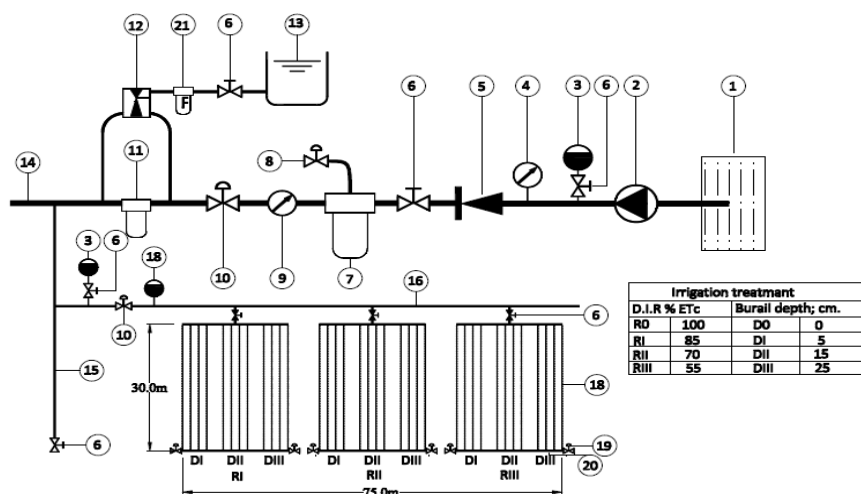 12 21 6 13
F
6 5 4 3 6 2 1
8
14 11
10 9 7
3 6 18 16
10
6
Irrigation treatment
D.I.R % ETc Burail depth; cm.
R0 100 D0 0
RI 85 DI 5
RII 70 DII 15
RIII 55 DIII 25
30.0m
15 18
6 19
20
DI DII DIII DI DII DIII DI DII DIII
RI RII RIII
75.0m